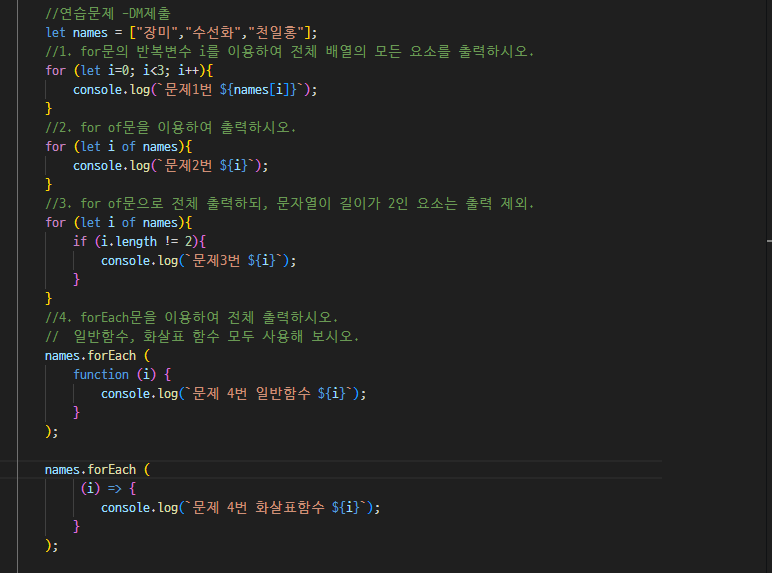 //연습문제 -DM제출
let names = ["장미","수선화","천일홍"];
//1. for문의 반복변수 i를 이용하여 전체 배열의 모든 요소를 출력하시오.
for (let i=0; i<3; i++){
    console.log(`문제1번 ${names[i]}`);
}
//2. for of문을 이용하여 출력하시오.
for (let i of names){
    console.log(`문제2번 ${i}`);
}
//3. for of문으로 전체 출력하되, 문자열이 길이가 2인 요소는 출력 제외.
for (let i of names){
    if (i.length != 2){
        console.log(`문제3번 ${i}`);
    }
}
//4. forEach문을 이용하여 전체 출력하시오.
//  일반함수, 화살표 함수 모두 사용해 보시오.
names.forEach (
    function (i) {
        console.log(`문제 4번 일반함수 ${i}`);
    }
);
names.forEach (
     (i) => {
        console.log(`문제 4번 화살표함수 ${i}`);
    }
);